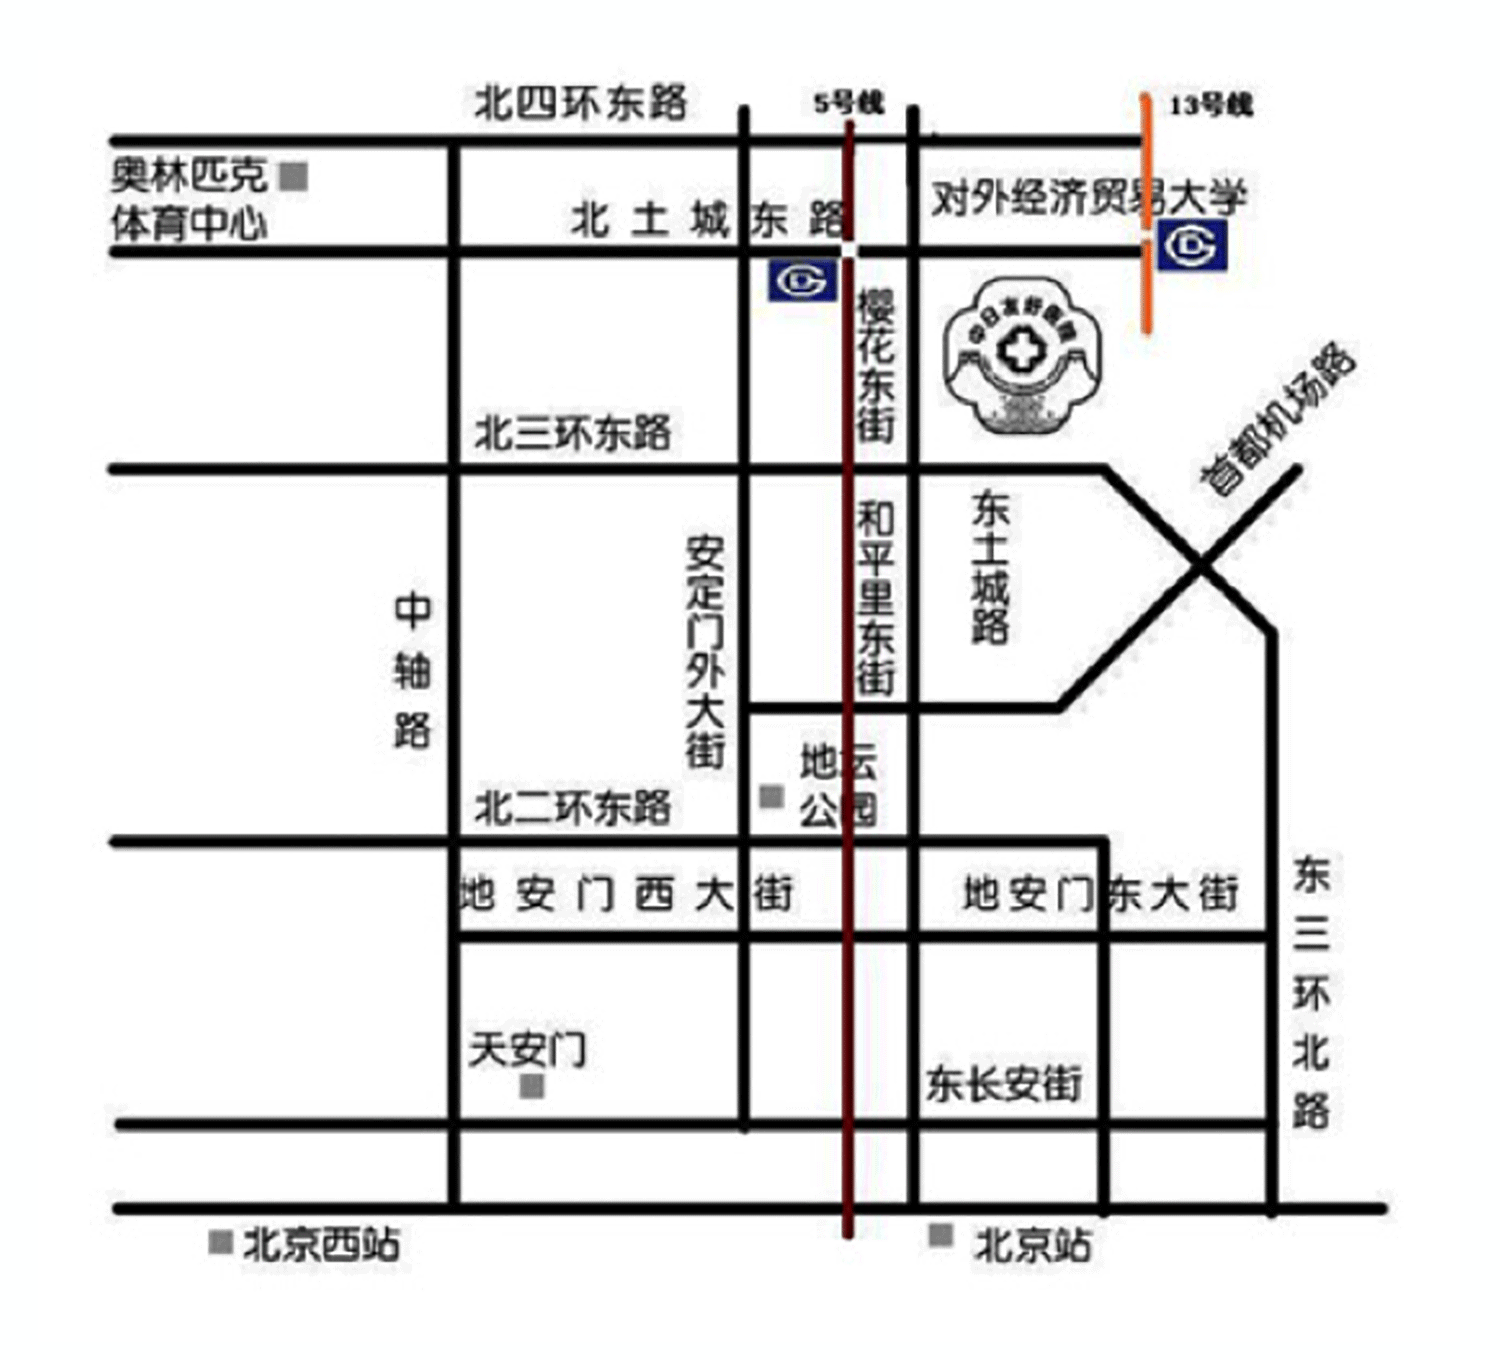 北四环东路
5号线
13号线
奥林匹克
体育中心
对外经济贸易大学
北土城东路
中日友好医院
樱花东街
首都机场路
北三环东路
和平里东街
东土城路
安定门外大街
中轴路
地坛
公园
北二环东路
地安门西大街
地安门东大街
东三环北路
天安门
东长安街
北京西站
北京站